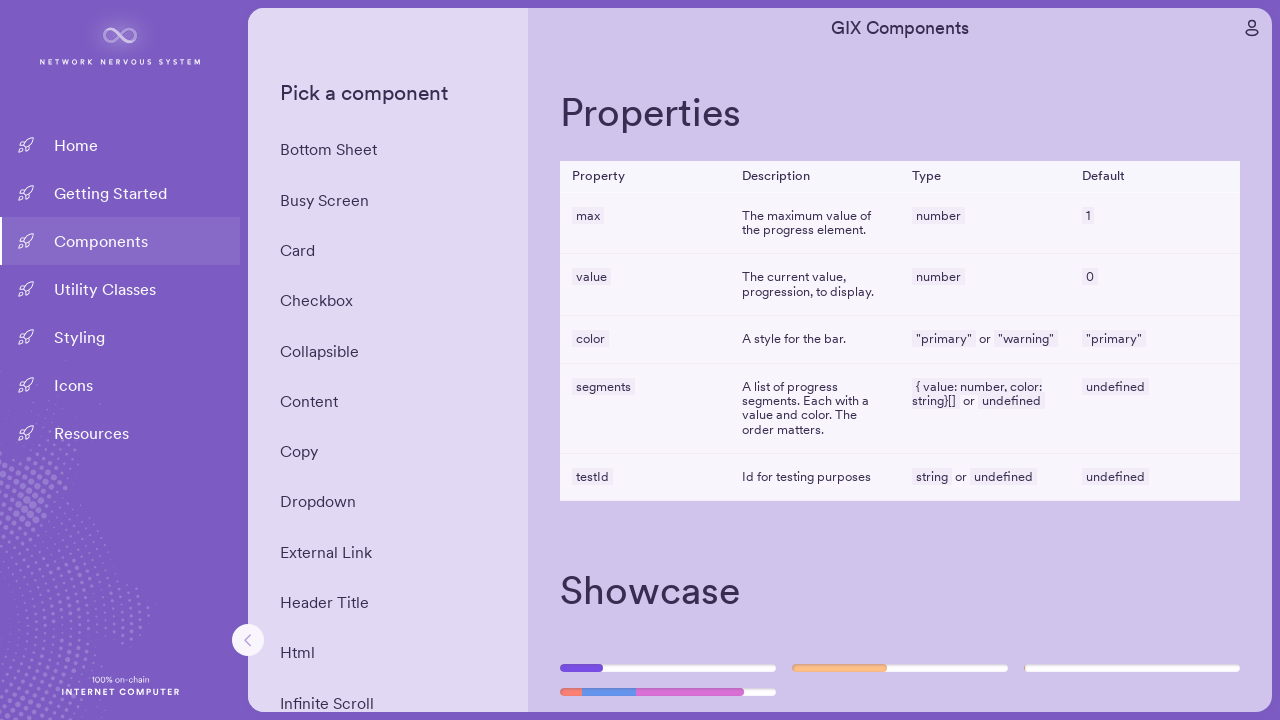 NETWORK NERVOUS SYSTEM
Home
Getting Started
Components
Utility Classes
Styling
Icons
Resources
100% on-chain
INTERNET COMPUTER
Pick a component
Bottom Sheet
Busy Screen
Card
Checkbox
Collapsible
Content
Copy
Dropdown
External Link
Header Title
Html
Infinite Scroll
GIX Components
Properties
Property Description Type Default
max The maximum value of the progress element. number 1
value The current value, progression, to display. number 0
color A style for the bar. "primary" or "warning" "primary"
segments A list of progress segments. Each with a value and color. The order matters. { value: number, color: string}[] or undefined undefined
testId Id for testing purposes string or undefined undefined
Showcase